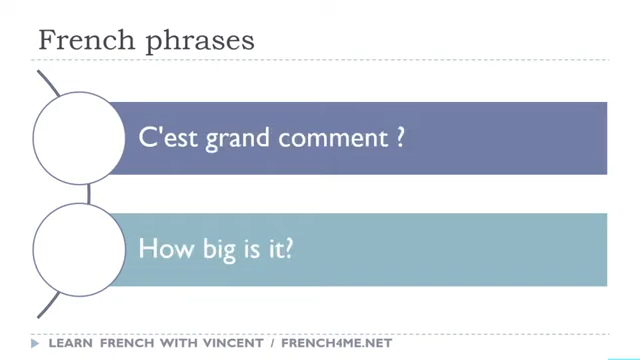 French phrases
C'est grand comment ?
How big is it?
LEARN FRENCH WITH VINCENT / FRENCH4ME.NET